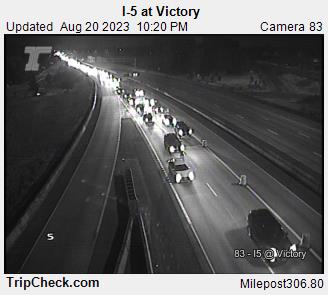 I-5 at Victory
Updated Aug 20 2023 10:20 PM Camera 83
TR
S
83 - I5 @ Victory
TripCheck.com Milepost306.80